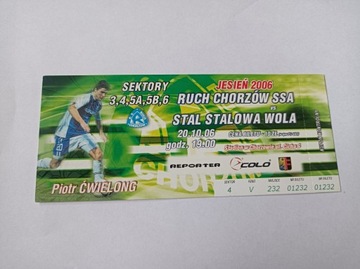 SEKTORY
3,4,5A,5B,6
JESIEŃ 2006
RUCH CHORZÓW SSA
vs
STAL STALOWA WOLA
20.10.06
godz. 19:00
REPORTER
COLO
Piotr ĆWIELONG
4 V 232 01232 01232